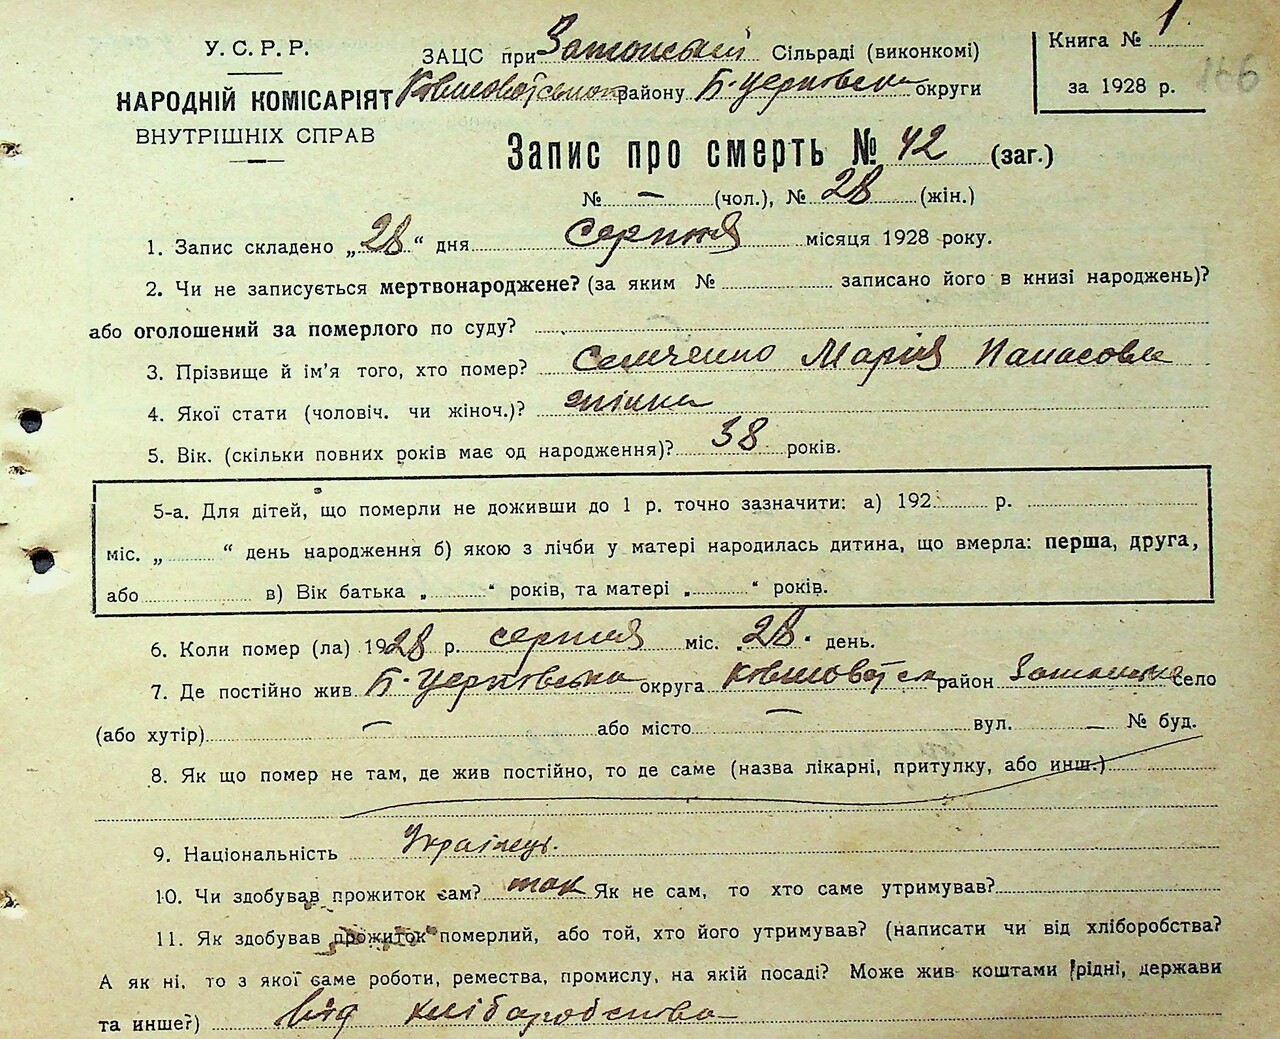 У. С. Р. Р.
НАРОДНІЙ КОМІСАРІЯТ
ВНУТРІШНІХ СПРАВ
ЗАЦС при Затонський Сільраді (виконкомі)
району Б. Церківська округи
Книга № 1
за 1928 р.
166
Запис про смерть № 42 (заг.)
№ — (чол.), № 28 (жін.)
1. Запис складено „28“ дня серпня місяця 1928 року.
2. Чи не записується мертвонароджене? (за яким № записано його в книзі народжень)?
або оголошений за померлого по суду?
3. Прізвище й ім'я того, хто помер? Семченко Марія Панасовна
4. Якої стати (чоловіч. чи жіноч.)? жінка
5. Вік. (скільки повних років має од народження)? 38 років.
5-а. Для дітей, що померли не доживши до 1 р. точно зазначити: а) 192 р.
міс. „ “ день народження б) якою з лічби у матері народилась дитина, що вмерла: перша, друга,
або в) Вік батька „ “ років, та матері „ “ років.
6. Коли помер (ла) 1928 р. серпня міс. 28 день.
7. Де постійно жив Б. Церківська округа район село
(або хутір) — або місто — вул. — № буд.
8. Як що помер не там, де жив постійно, то де саме (назва лікарні, притулку, або инш.)
9. Національність Українець.
10. Чи здобував прожиток сам? так Як не сам, то хто саме утримував?
11. Як здобував прожиток померлий, або той, хто його утримував? (написати чи від хліборобства?
А як ні, то з якої саме роботи, ремества, промислу, на якій посаді? Може жив коштами рідні, держави
та инше?) від хліборобства